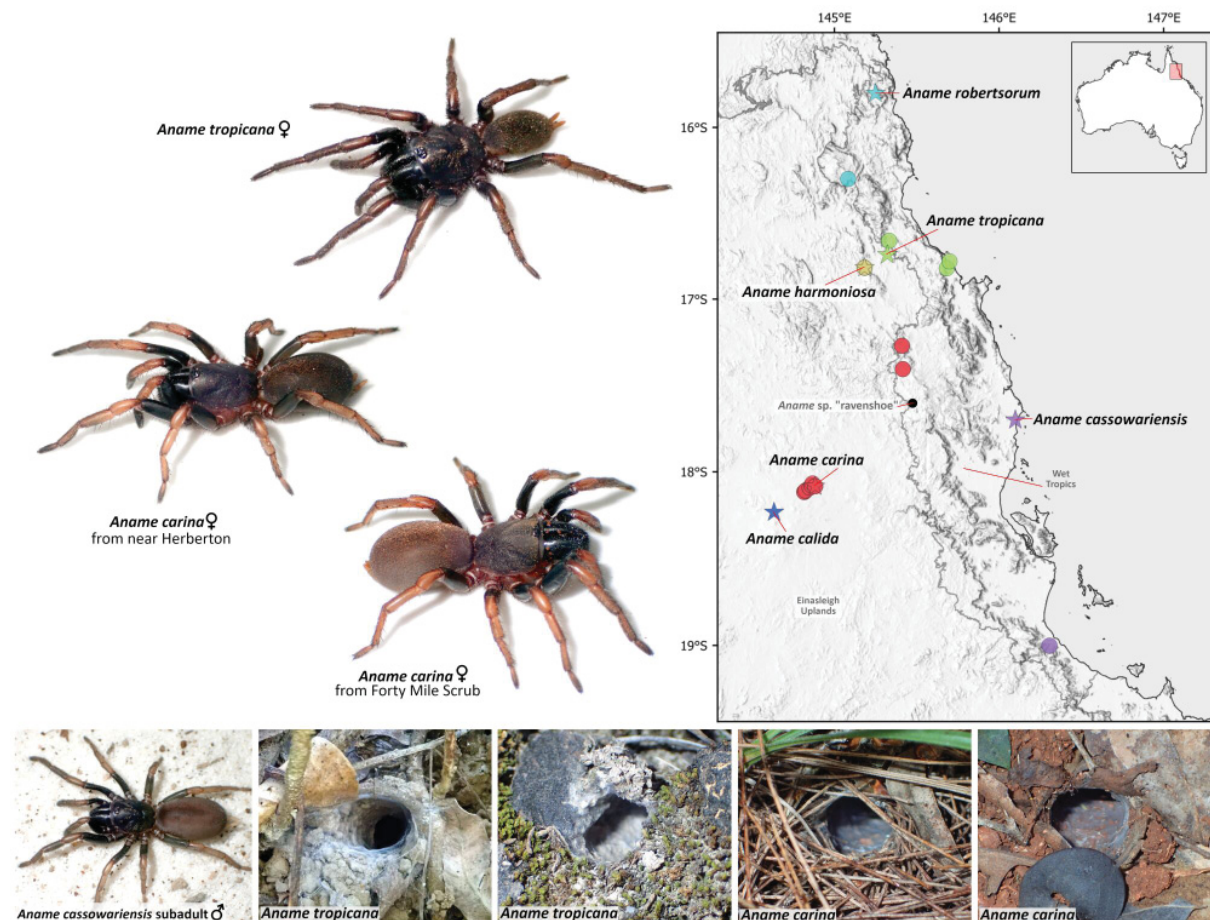 Aname tropicana ♀
Aname carina ♀
from near Herberton
Aname carina ♀
from Forty Mile Scrub
145°E 146°E 147°E
16°S
17°S
18°S
19°S
Aname robertsorum
Aname tropicana
Aname harmoniosa
Aname sp. "ravenshoe"
Aname cassowariensis
Aname carina
Wet
Tropics
Aname calida
Einasleigh
Uplands
Aname cassowariensis subadult ♂
Aname tropicana
Aname tropicana
Aname carina
Aname carina